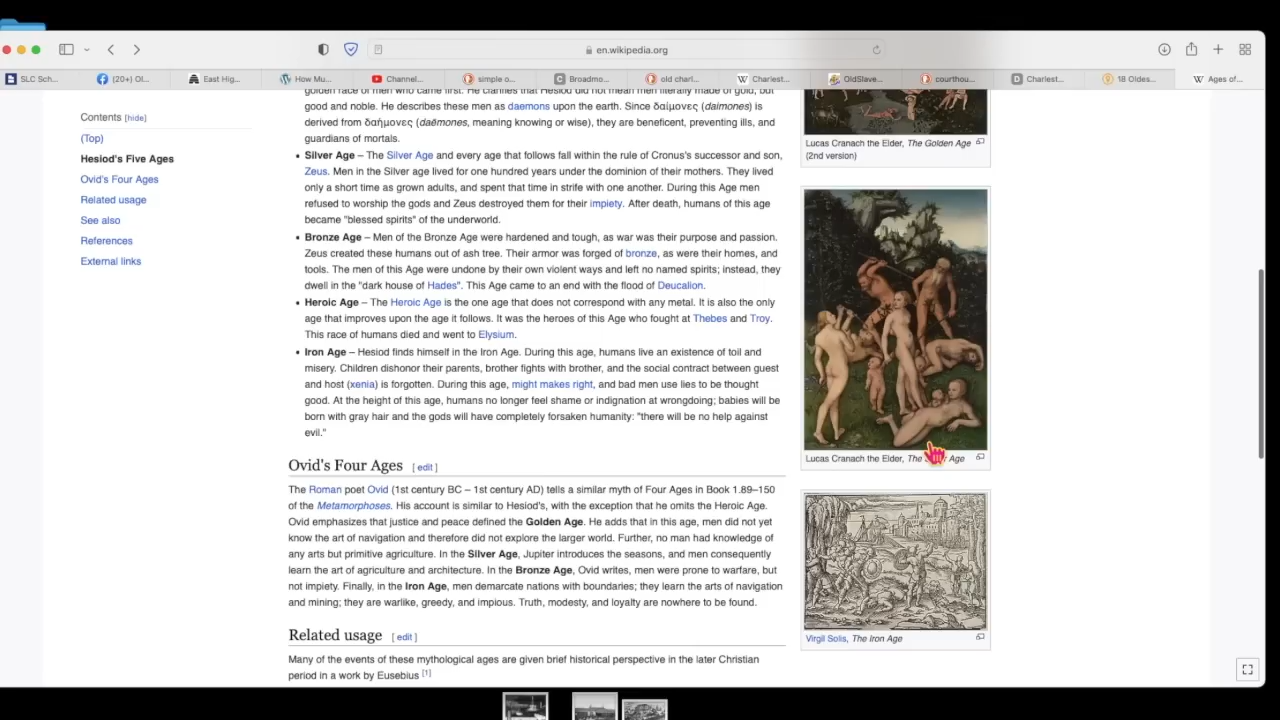 en.wikipedia.org
SLC Sch...
(20+) Ol...
East Hig...
How Mu...
Channel...
simple o...
Broadmo...
old charl...
Charlest...
OldSlave...
courthou...
Charlest...
18 Oldes...
Ages of...
Contents [hide]
(Top)
Hesiod's Five Ages
Ovid's Four Ages
Related usage
See also
References
External links
golden race of men who came first. He clarifies that Hesiod did not mean men literally made of gold, but
good and noble. He describes these men as daemons upon the earth. Since δαίμονες (daimones) is
derived from δαήμονες (daēmones, meaning knowing or wise), they are beneficent, preventing ills, and
guardians of mortals.
• Silver Age – The Silver Age and every age that follows fall within the rule of Cronus's successor and son,
Zeus. Men in the Silver age lived for one hundred years under the dominion of their mothers. They lived
only a short time as grown adults, and spent that time in strife with one another. During this Age men
refused to worship the gods and Zeus destroyed them for their impiety. After death, humans of this age
became "blessed spirits" of the underworld.
• Bronze Age – Men of the Bronze Age were hardened and tough, as war was their purpose and passion.
Zeus created these humans out of ash tree. Their armor was forged of bronze, as were their homes, and
tools. The men of this Age were undone by their own violent ways and left no named spirits; instead, they
dwell in the "dark house of Hades". This Age came to an end with the flood of Deucalion.
• Heroic Age – The Heroic Age is the one age that does not correspond with any metal. It is also the only
age that improves upon the age it follows. It was the heroes of this Age who fought at Thebes and Troy.
This race of humans died and went to Elysium.
• Iron Age – Hesiod finds himself in the Iron Age. During this age, humans live an existence of toil and
misery. Children dishonor their parents, brother fights with brother, and the social contract between guest
and host (xenia) is forgotten. During this age, might makes right, and bad men use lies to be thought
good. At the height of this age, humans no longer feel shame or indignation at wrongdoing; babies will be
born with gray hair and the gods will have completely forsaken humanity: "there will be no help against
evil."
Ovid's Four Ages [ edit ]
The Roman poet Ovid (1st century BC – 1st century AD) tells a similar myth of Four Ages in Book 1.89–150
of the Metamorphoses. His account is similar to Hesiod's, with the exception that he omits the Heroic Age.
Ovid emphasizes that justice and peace defined the Golden Age. He adds that in this age, men did not yet
know the art of navigation and therefore did not explore the larger world. Further, no man had knowledge of
any arts but primitive agriculture. In the Silver Age, Jupiter introduces the seasons, and men consequently
learn the art of agriculture and architecture. In the Bronze Age, Ovid writes, men were prone to warfare, but
not impiety. Finally, in the Iron Age, men demarcate nations with boundaries; they learn the arts of navigation
and mining; they are warlike, greedy, and impious. Truth, modesty, and loyalty are nowhere to be found.
Related usage [ edit ]
Many of the events of these mythological ages are given brief historical perspective in the later Christian
period in a work by Eusebius [1]
Lucas Cranach the Elder, The Golden Age
(2nd version)
Lucas Cranach the Elder, The Age
Virgil Solis, The Iron Age